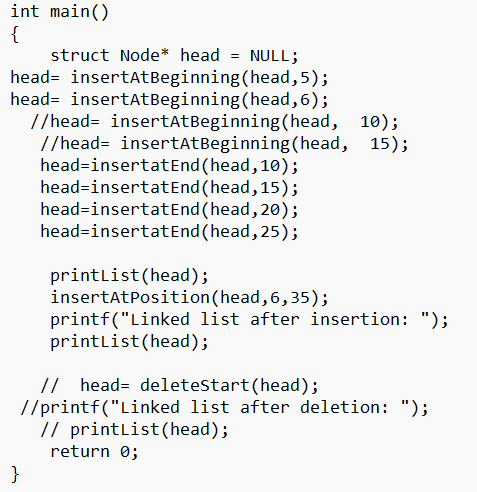 int main()
{
    struct Node* head = NULL;
head= insertAtBeginning(head,5);
head= insertAtBeginning(head,6);
  //head= insertAtBeginning(head,  10);
   //head= insertAtBeginning(head,  15);
   head=insertatEnd(head,10);
   head=insertatEnd(head,15);
   head=insertatEnd(head,20);
   head=insertatEnd(head,25);

    printList(head);
    insertAtPosition(head,6,35);
    printf("Linked list after insertion: ");
    printList(head);

   //  head= deleteStart(head);
 //printf("Linked list after deletion: ");
   // printList(head);
    return 0;
}